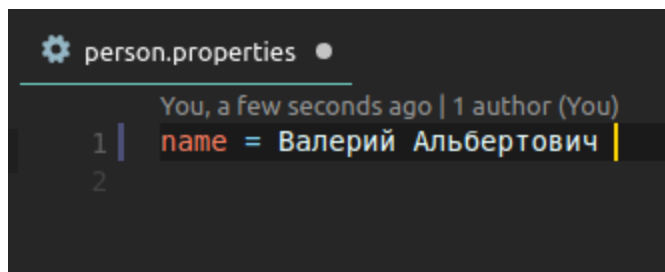 person.properties
You, a few seconds ago | 1 author (You)
1 name = Валерий Альбертович
2